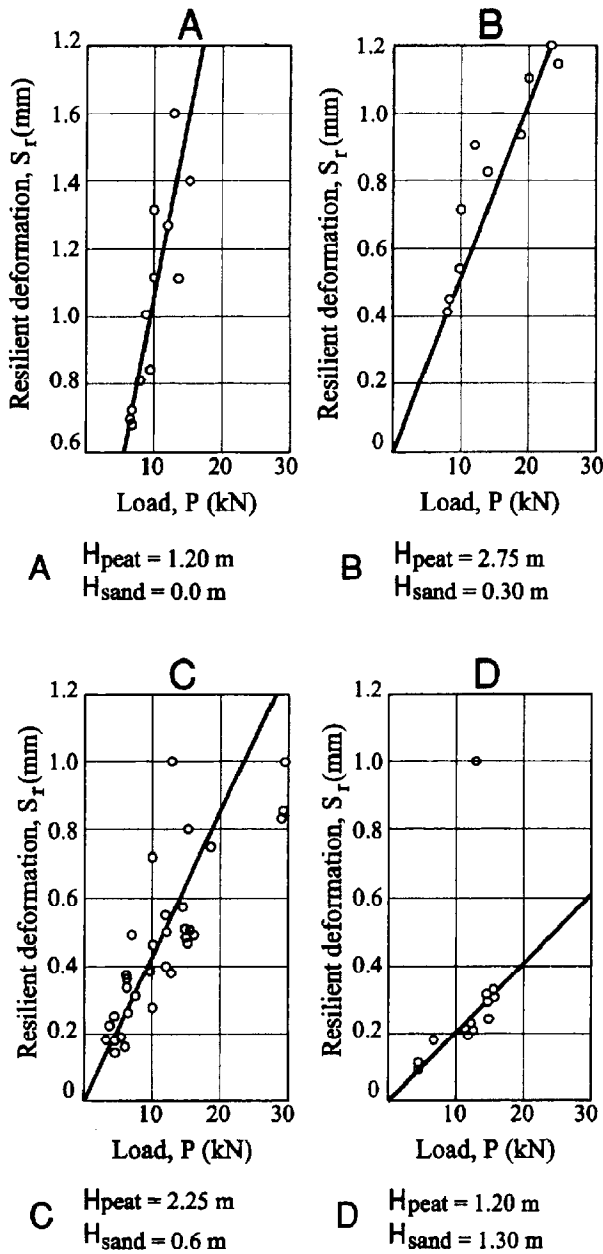 A
1.2
1.6
1.4
1.2
1.0
0.8
0.6
10 20 30
Resilient deformation, Sr(mm)
Load, P (kN)
A
Hpeat = 1.20 m
Hsand = 0.0 m
B
1.2
1.0
0.8
0.6
0.4
0.2
0
10 20 30
Resilient deformation, Sr(mm)
Load, P (kN)
B
Hpeat = 2.75 m
Hsand = 0.30 m
C
1.2
1.0
0.8
0.6
0.4
0.2
0
10 20 30
Resilient deformation, Sr(mm)
Load, P (kN)
C
Hpeat = 2.25 m
Hsand = 0.6 m
D
1.2
1.0
0.8
0.6
0.4
0.2
0
10 20 30
Resilient deformation, Sr(mm)
Load, P (kN)
D
Hpeat = 1.20 m
Hsand = 1.30 m